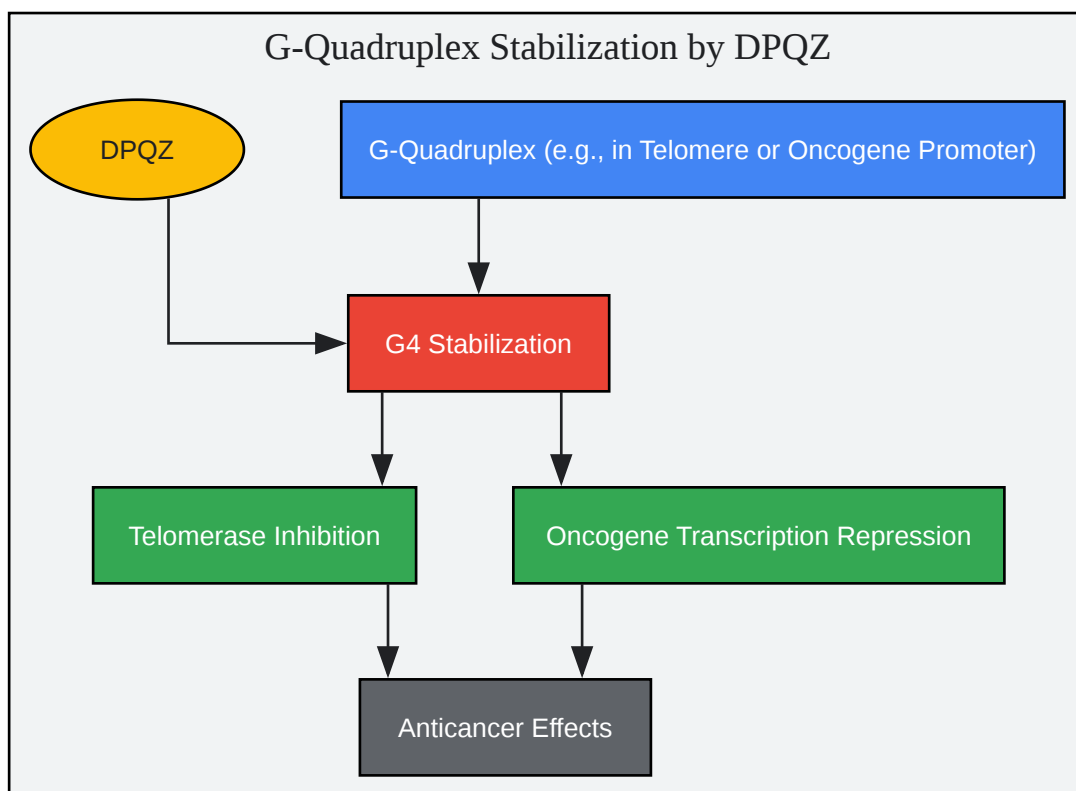 G-Quadruplex Stabilization by DPQZ
DPQZ
G-Quadruplex (e.g., in Telomere or Oncogene Promoter)
G4 Stabilization
Telomerase Inhibition
Oncogene Transcription Repression
Anticancer Effects